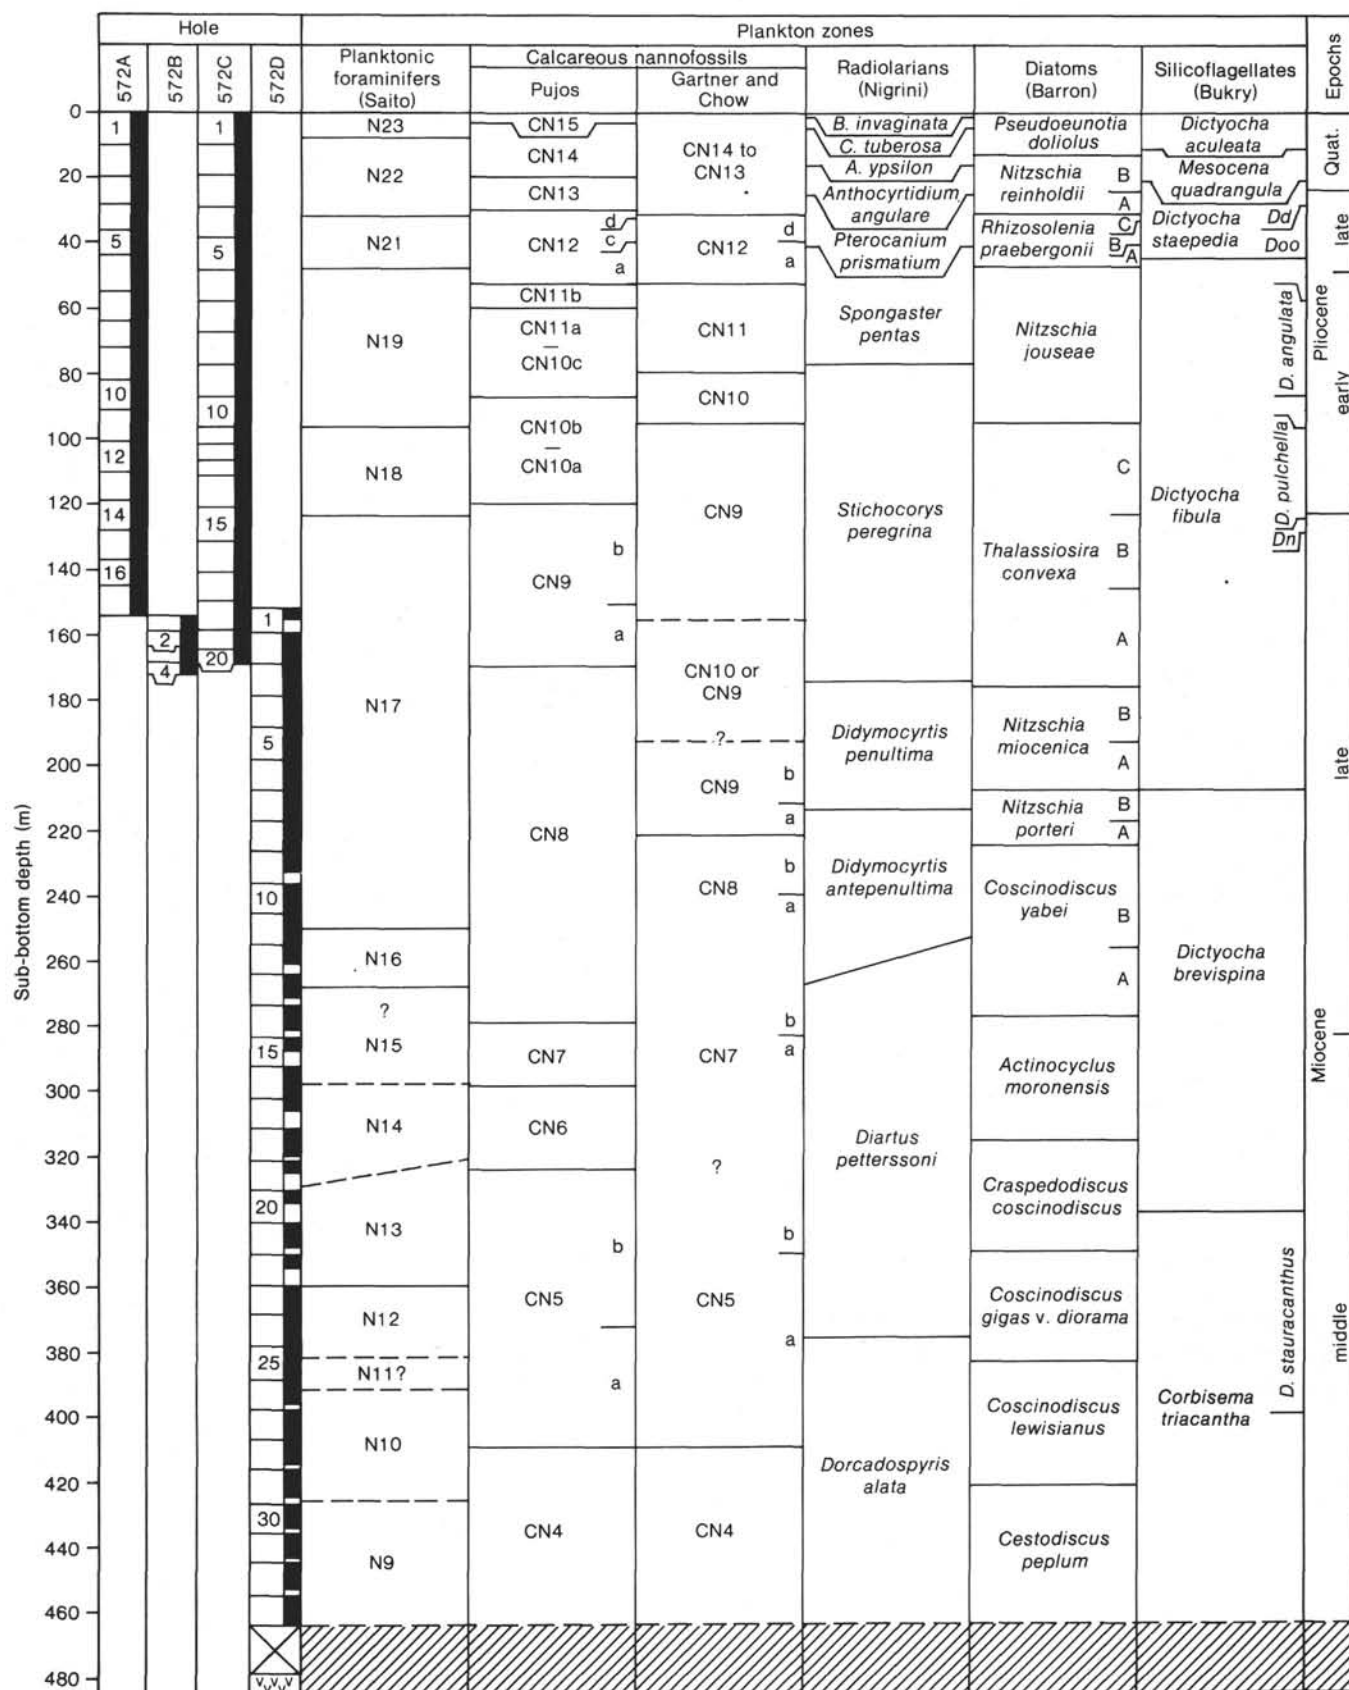 Hole
Plankton zones
Epochs
572A
572B
572C
572D
Planktonic
foraminifers
(Saito)
Calcareous nannofossils
Pujos
Gartner and
Chow
Radiolarians
(Nigrini)
Diatoms
(Barron)
Silicoflagellates
(Bukry)
Sub-bottom depth (m)
0
20
40
60
80
100
120
140
160
180
200
220
240
260
280
300
320
340
360
380
400
420
440
460
480
1
5
10
12
14
16
2
4
1
5
10
15
20
1
5
10
15
20
25
30
v v v v
N23
N22
N21
N19
N18
N17
N16
?
N15
N14
N13
N12
N11?
N10
N9
CN15
CN14
CN13
CN12
d
c
a
CN11b
CN11a
—
CN10c
CN10b
—
CN10a
CN9
b
a
CN8
CN7
CN6
CN5
b
a
CN4
CN14 to
CN13
CN12
d
a
CN11
CN10
CN9
CN10 or
CN9
?
CN9
b
a
CN8
b
a
CN7
b
a
?
b
CN5
a
CN4
B. invaginata
C. tuberosa
A. ypsilon
Anthocyrtidium
angulare
Pterocanium
prismatium
Spongaster
pentas
Stichocorys
peregrina
Didymocyrtis
penultima
Didymocyrtis
antepenultima
Diartus
petterssoni
Dorcadospyris
alata
Pseudoeunotia
doliolus
Nitzschia
reinholdii
B
A
Rhizosolenia
praebergonii
C
B
A
Nitzschia
jouseae
Thalassiosira
convexa
C
B
A
Nitzschia
miocenica
B
A
Nitzschia
porteri
B
A
Coscinodiscus
yabei
B
A
Actinocyclus
moronensis
Craspedodiscus
coscinodiscus
Coscinodiscus
gigas v. diorama
Coscinodiscus
lewisianus
Cestodiscus
peplum
Dictyocha
aculeata
Mesocena
quadrangula
Dictyocha
staepedia
Dd
Doo
D. angulata
D. pulchella
Dn
Dictyocha
fibula
Dictyocha
brevispina
D. stauracanthus
Corbisema
triacantha
Quat.
late
Pliocene
early
late
Miocene
middle